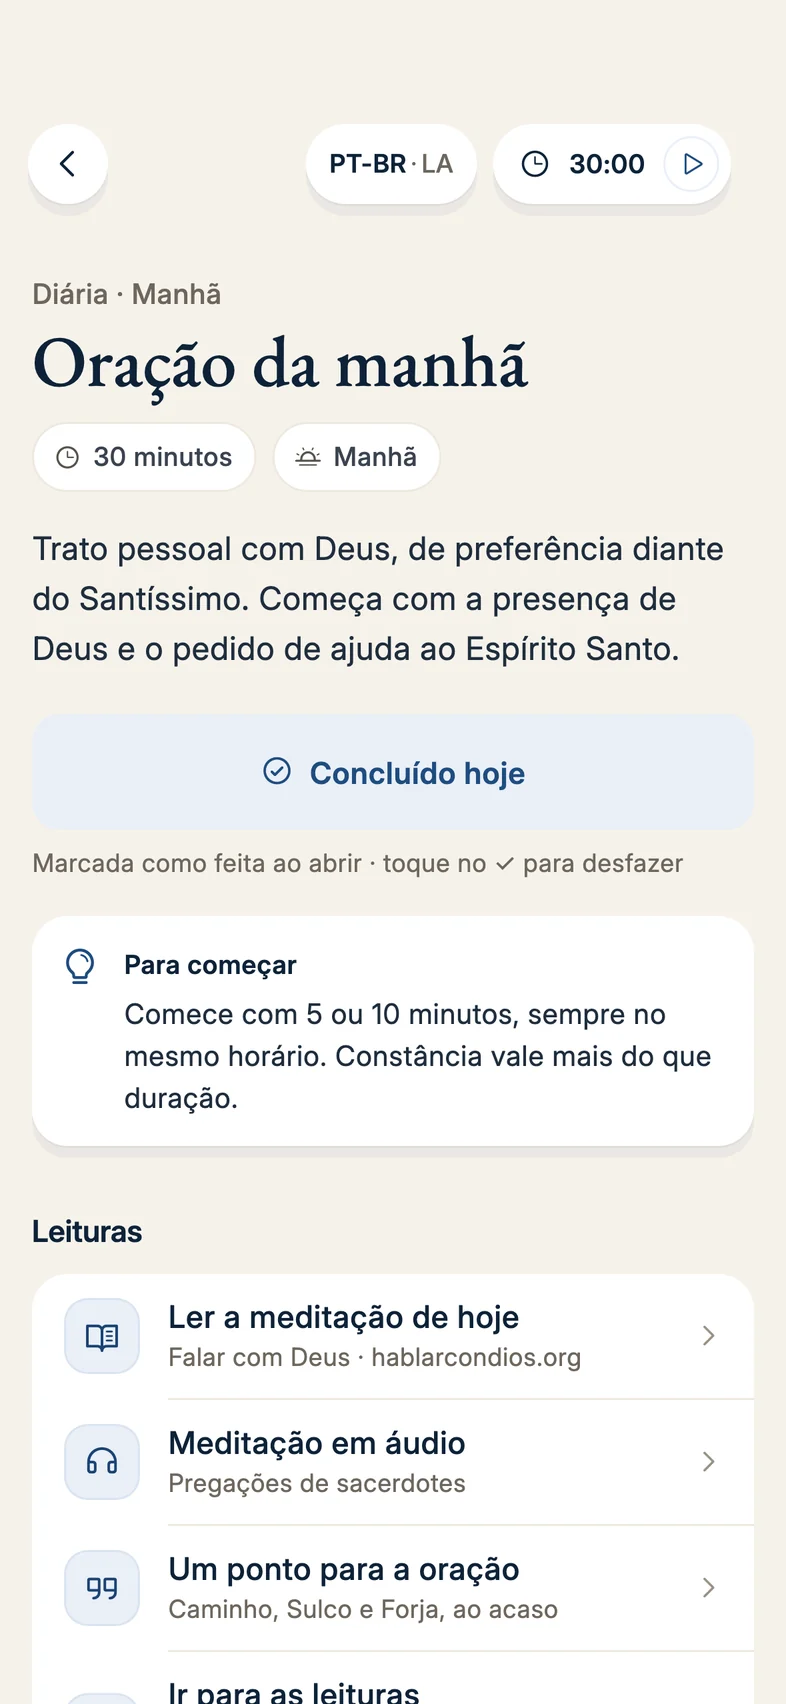 PT-BR · LA
30:00
Diária · Manhã
Oração da manhã
30 minutos
Manhã
Trato pessoal com Deus, de preferência diante
do Santíssimo. Começa com a presença de
Deus e o pedido de ajuda ao Espírito Santo.
Concluído hoje
Marcada como feita ao abrir · toque no ✓ para desfazer
Para começar
Comece com 5 ou 10 minutos, sempre no
mesmo horário. Constância vale mais do que
duração.
Leituras
Ler a meditação de hoje
Falar com Deus · hablarcondios.org
Meditação em áudio
Pregações de sacerdotes
Um ponto para a oração
Caminho, Sulco e Forja, ao acaso
Ir para as leituras